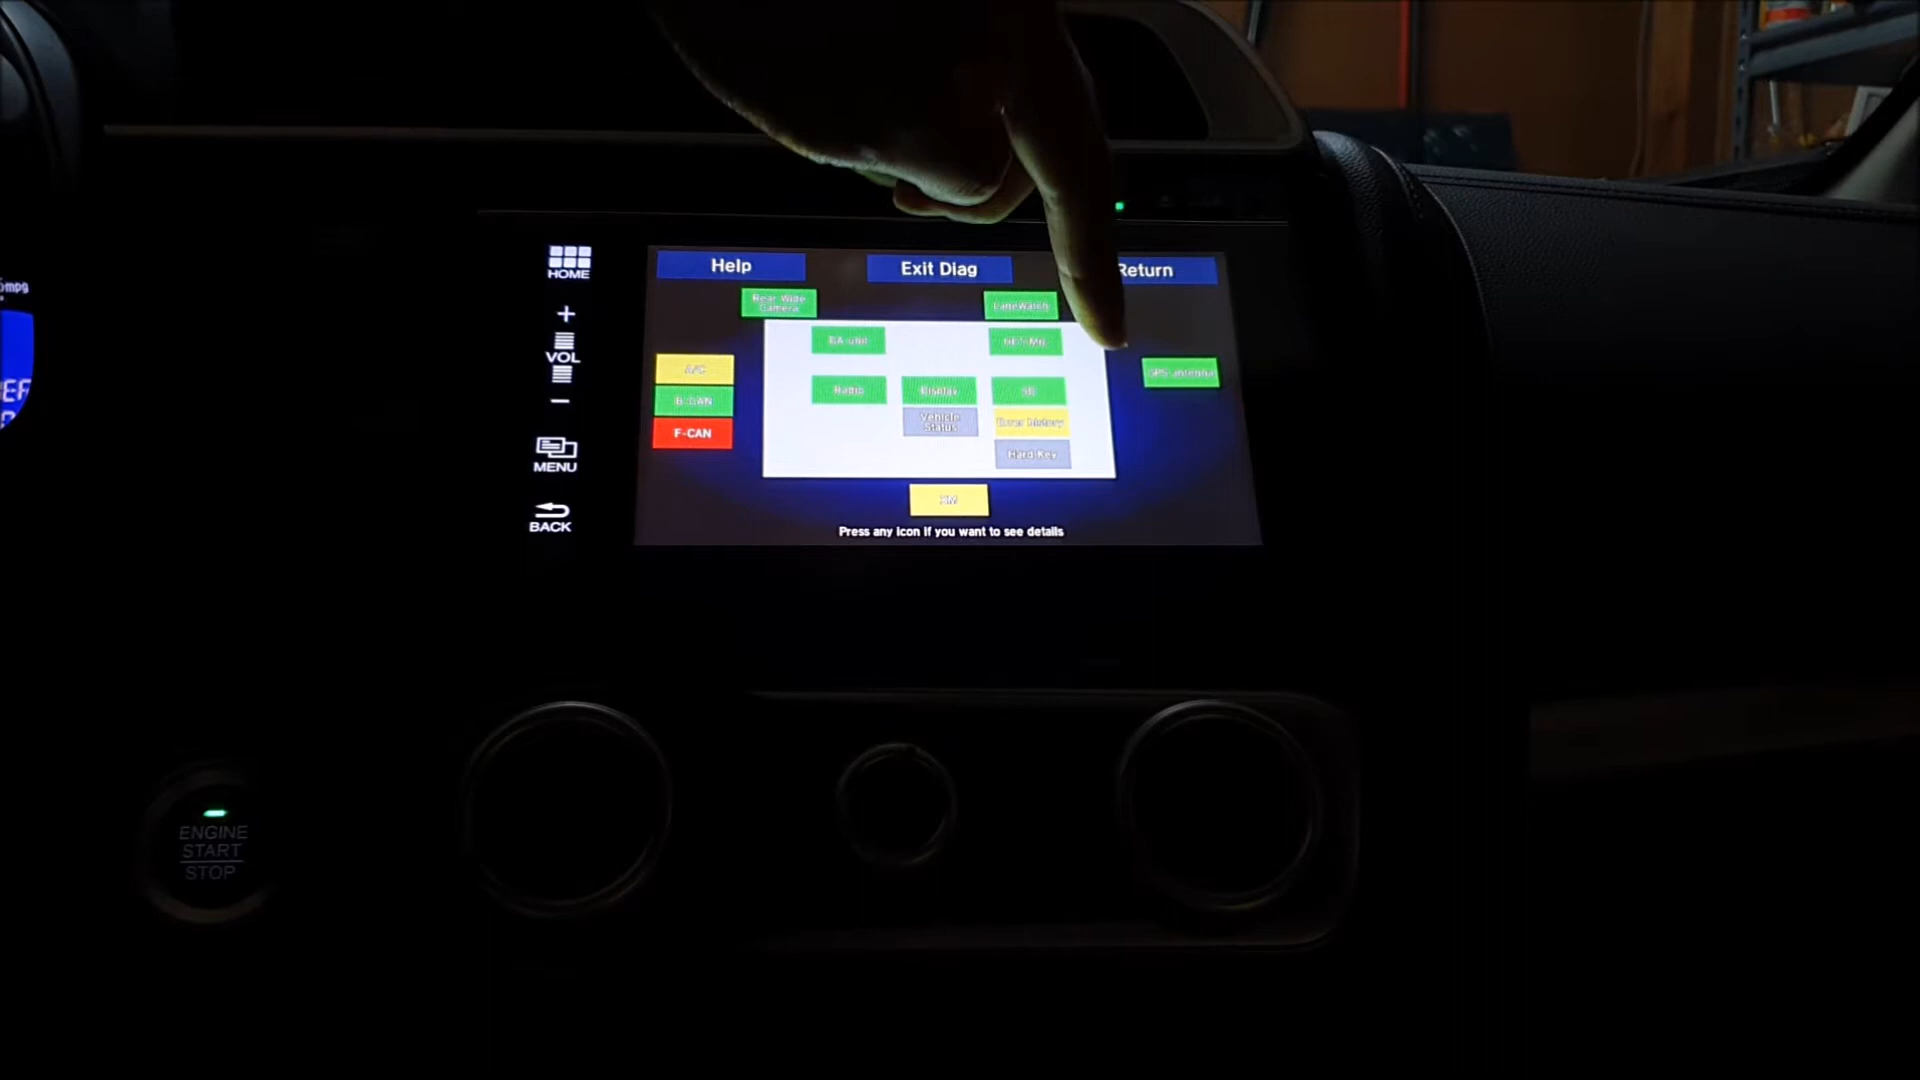 Help
Exit Diag
Return
Rear Wide
Camera
LaneWatch
HOME
+
VOL
−
MENU
BACK
A/C
B-CAN
F-CAN
Radio
Display
Vehicle
Status
Error history
Hard Key
GPS antenna
XM
Press any icon if you want to see details
ENGINE
START
STOP